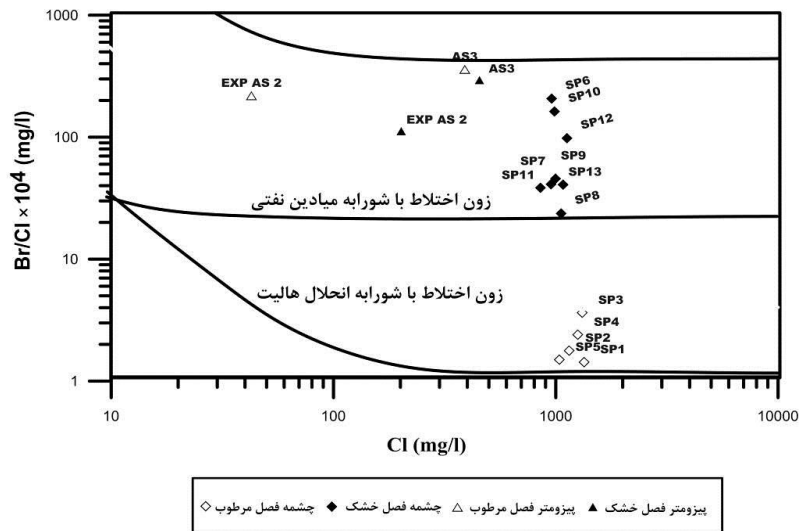 1000
AS3
AS3
EXP AS 2
SP6
SP10
EXP AS 2
SP12
100
SP7
SP9
SP11
SP13
SP8
زون اختلاط با شورابه میادین نفتی
Br/Cl × 10⁴ (mg/l)
10
زون اختلاط با شورابه انحلال هالیت
SP3
SP4
SP2
SP5 SP1
1
10 100 1000 10000
Cl (mg/l)
▲ پیزومتر فصل خشک △ پیزومتر فصل مرطوب ◆ چشمه فصل خشک ◇ چشمه فصل مرطوب